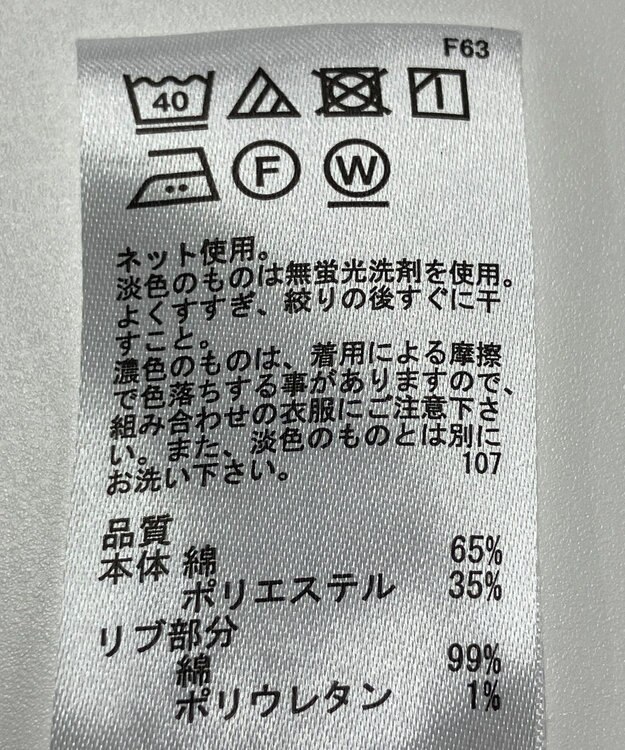 F63
40
F W
ネット使用。
淡色のものは無蛍光洗剤を使用。
よくすすぎ、絞りの後すぐに干
すこと。
濃色のものは、着用による摩擦
で色落ちする事がありますので、
組み合わせの衣服にご注意下さ
い。また、淡色のものとは別に
お洗い下さい。 107
品質
本体 綿 65%
ポリエステル 35%
リブ部分
綿 99%
ポリウレタン 1%